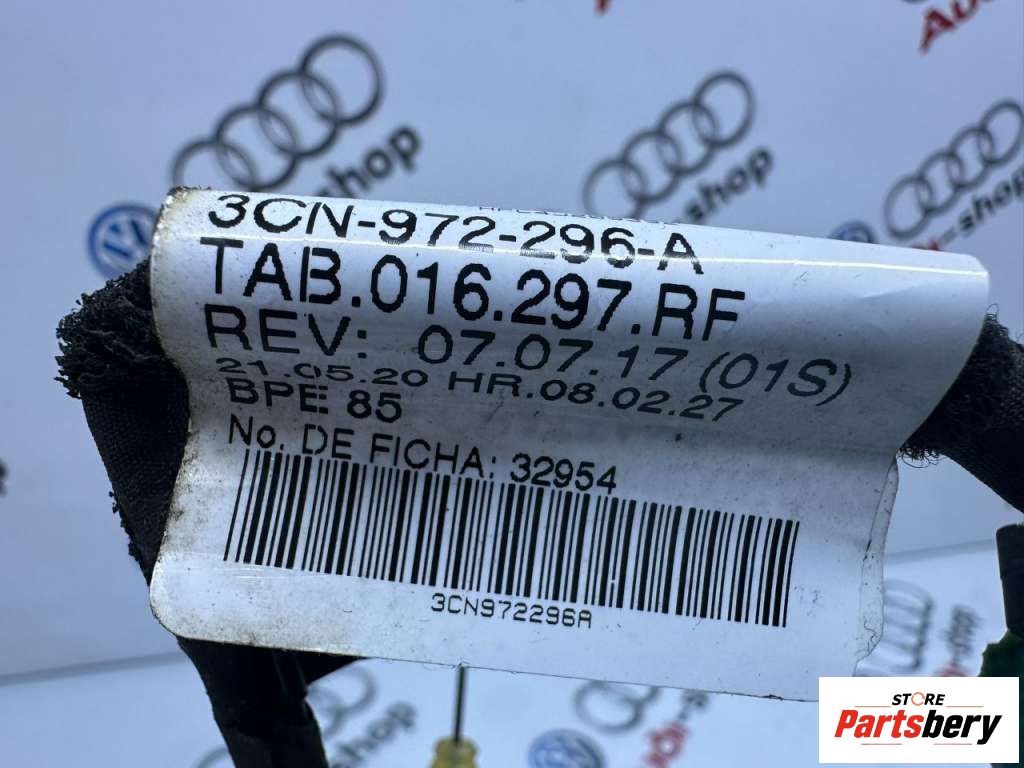 3CN-972-296-A
TAB.016.297.RF
REV: 07.07.17 (01S)
21.05.20 HR.08.02.27
BPE: 85
No. DE FICHA: 32954
3CN972296A
STORE
Partsbery